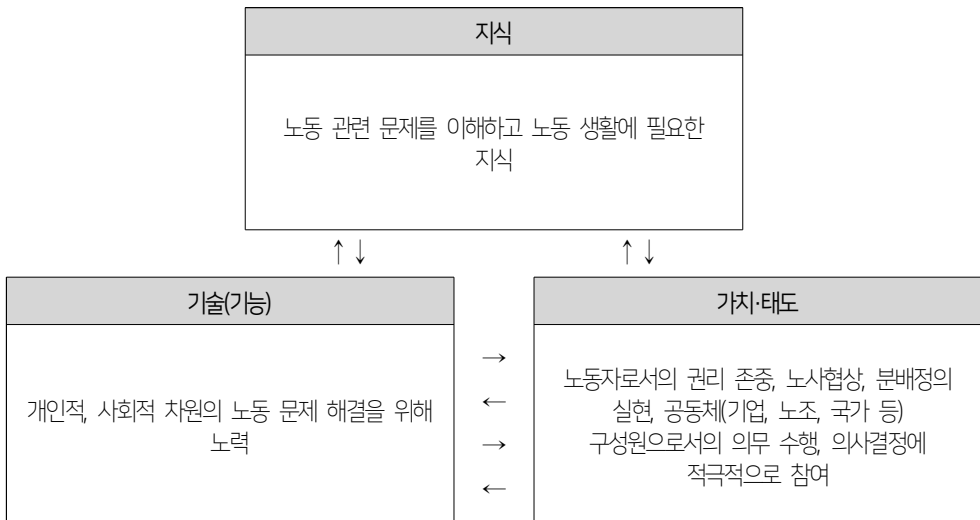 지식
노동 관련 문제를 이해하고 노동 생활에 필요한
지식
↑ ↓ ↑ ↓
기술(기능)
개인적, 사회적 차원의 노동 문제 해결을 위해
노력
→
←
→
←
가치·태도
노동자로서의 권리 존중, 노사협상, 분배정의
실현, 공동체(기업, 노조, 국가 등)
구성원으로서의 의무 수행, 의사결정에
적극적으로 참여